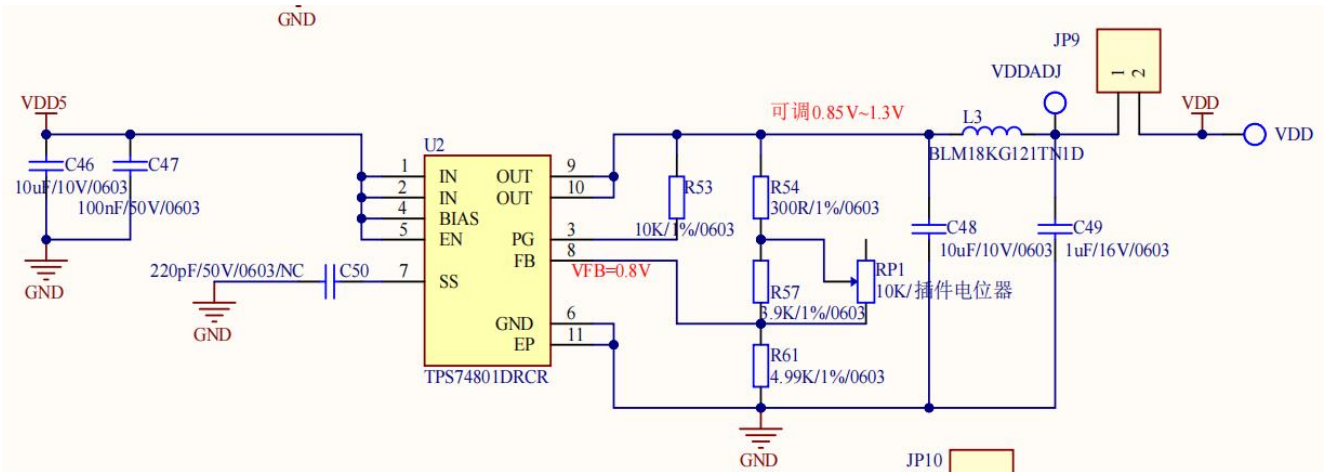 GND
JP9
1
2
VDDADJ
VDD5
可调0.85V~1.3V
VDD
L3
VDD
BLM18KG121TN1D
C46
10uF/10V/0603
C47
100nF/50V/0603
U2
1
IN
OUT
9
2
IN
OUT
10
4
BIAS
5
EN
PG
3
FB
8
7
SS
GND
6
EP
11
TPS74801DRCR
R53
10K/1%/0603
R54
300R/1%/0603
VFB=0.8V
R57
3.9K/1%/0603
RP1
10K/插件电位器
C48
10uF/10V/0603
C49
1uF/16V/0603
220pF/50V/0603/NC
C50
GND
GND
R61
4.99K/1%/0603
GND
JP10